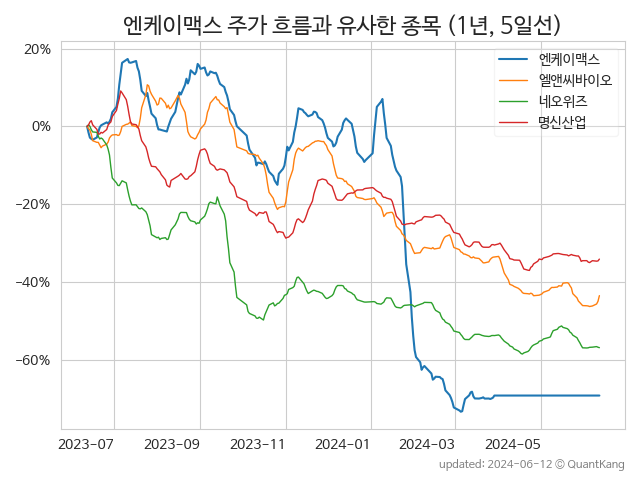 엔케이맥스 주가 흐름과 유사한 종목 (1년, 5일선)
엔케이맥스
엘앤씨바이오
네오위즈
명신산업
20%
0%
−20%
−40%
−60%
2023-07 2023-09 2023-11 2024-01 2024-03 2024-05
updated: 2024-06-12 © QuantKang